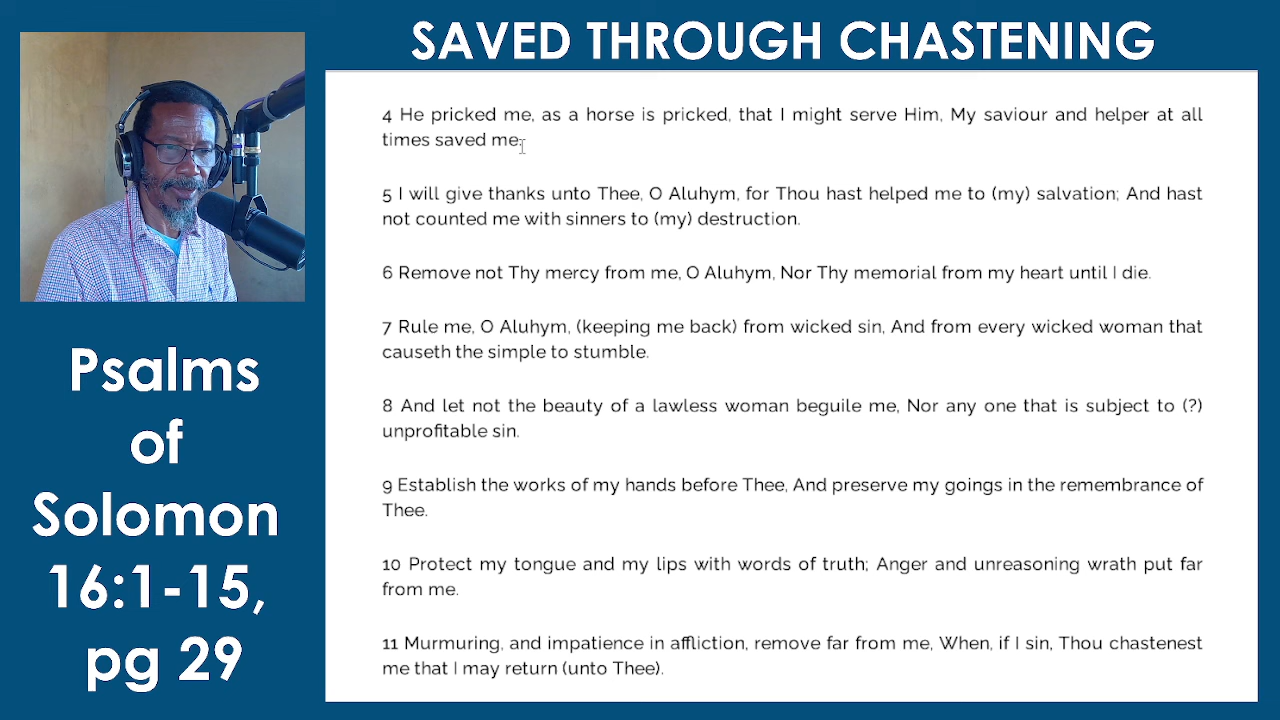 SAVED THROUGH CHASTENING
4 He pricked me, as a horse is pricked, that I might serve Him, My saviour and helper at all
times saved me.
5 I will give thanks unto Thee, O Aluhym, for Thou hast helped me to (my) salvation; And hast
not counted me with sinners to (my) destruction.
6 Remove not Thy mercy from me, O Aluhym, Nor Thy memorial from my heart until I die.
7 Rule me, O Aluhym, (keeping me back) from wicked sin, And from every wicked woman that
causeth the simple to stumble.
8 And let not the beauty of a lawless woman beguile me, Nor any one that is subject to (?)
unprofitable sin.
9 Establish the works of my hands before Thee, And preserve my goings in the remembrance of
Thee.
10 Protect my tongue and my lips with words of truth; Anger and unreasoning wrath put far
from me.
11 Murmuring, and impatience in affliction, remove far from me, When, if I sin, Thou chastenest
me that I may return (unto Thee).
Psalms
of
Solomon
16:1-15,
pg 29